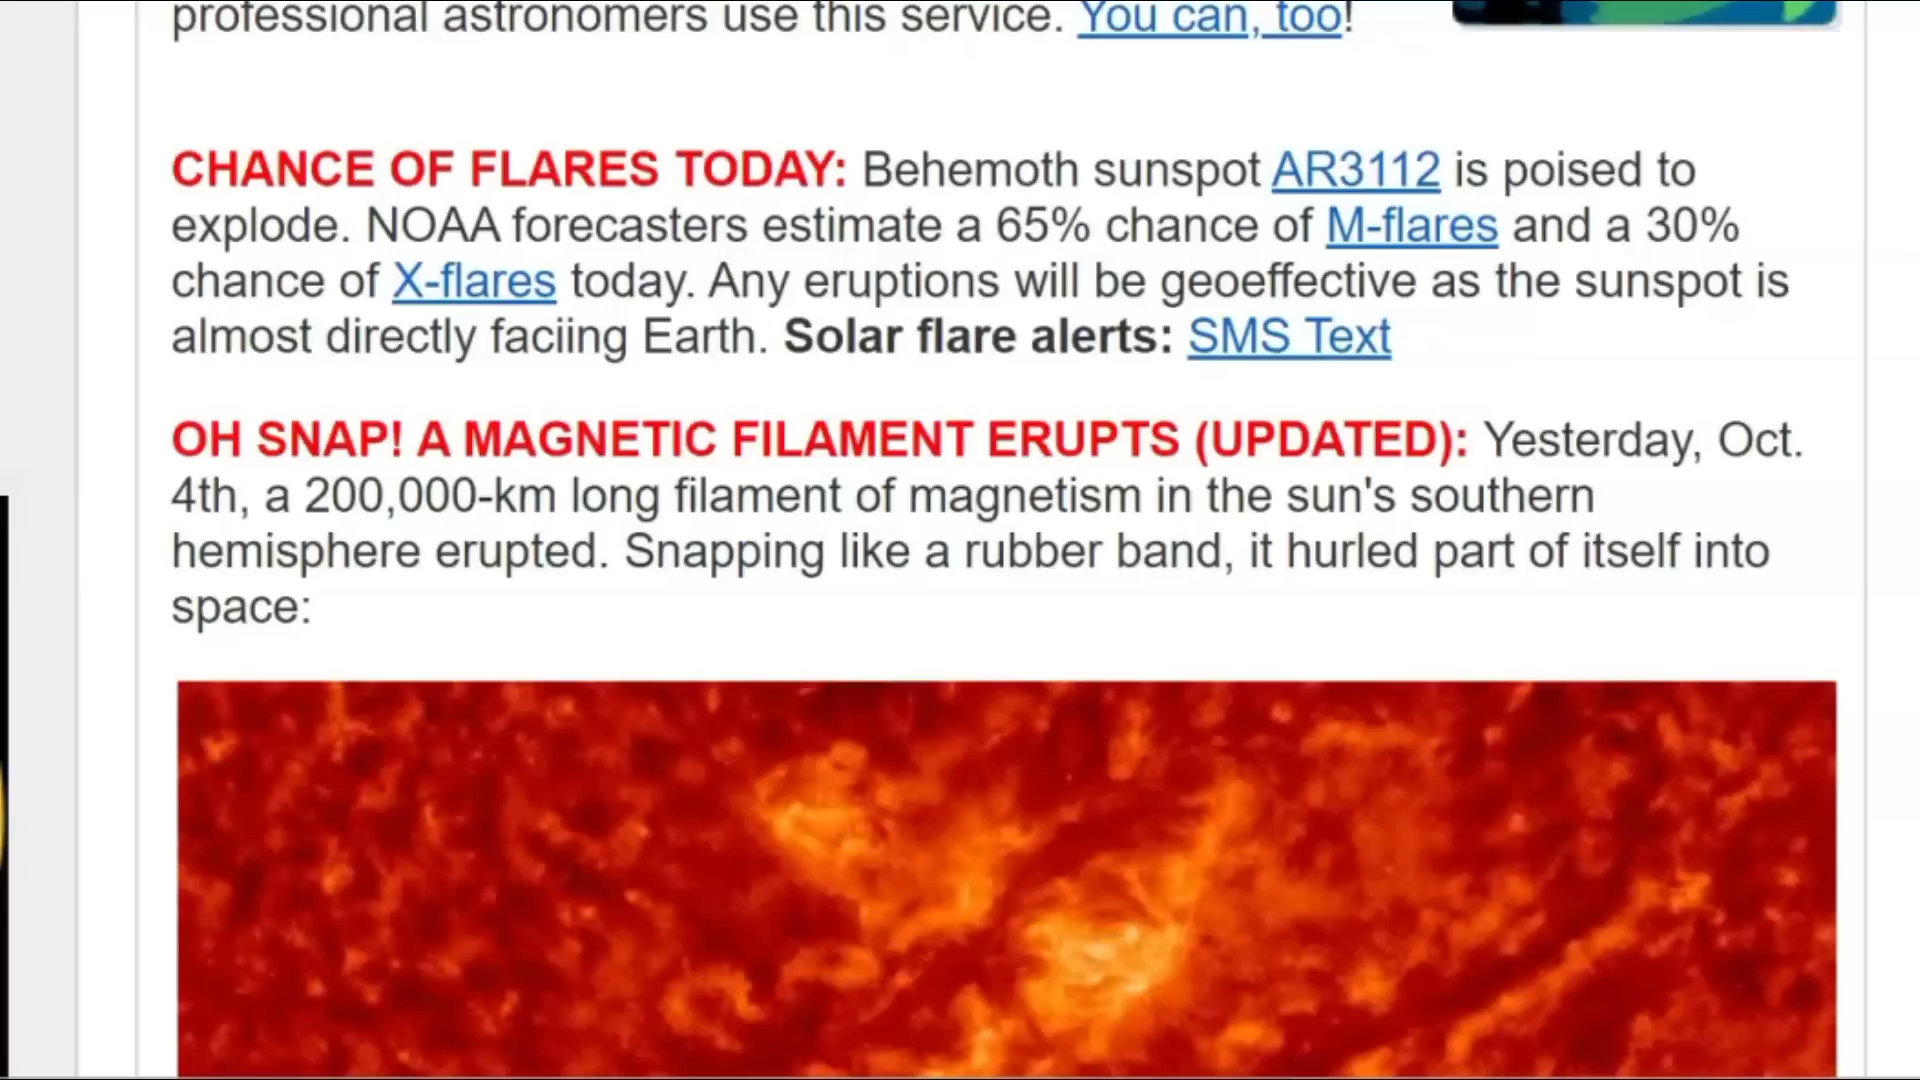 professional astronomers use this service. You can, too!
CHANCE OF FLARES TODAY: Behemoth sunspot AR3112 is poised to
explode. NOAA forecasters estimate a 65% chance of M-flares and a 30%
chance of X-flares today. Any eruptions will be geoeffective as the sunspot is
almost directly faciing Earth. Solar flare alerts: SMS Text
OH SNAP! A MAGNETIC FILAMENT ERUPTS (UPDATED): Yesterday, Oct.
4th, a 200,000-km long filament of magnetism in the sun's southern
hemisphere erupted. Snapping like a rubber band, it hurled part of itself into
space: